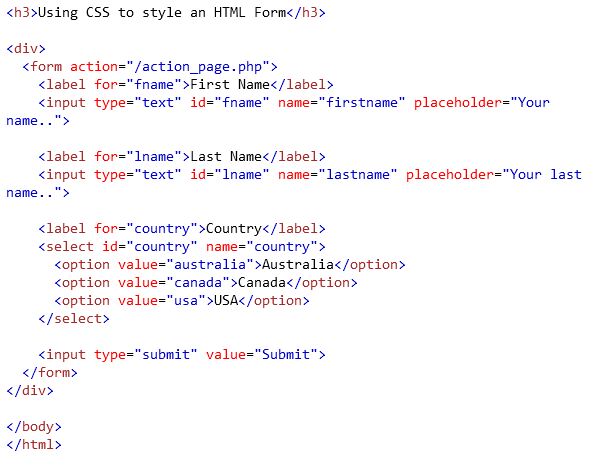 <h3>Using CSS to style an HTML Form</h3>

<div>
  <form action="/action_page.php">
    <label for="fname">First Name</label>
    <input type="text" id="fname" name="firstname" placeholder="Your
name..">

    <label for="lname">Last Name</label>
    <input type="text" id="lname" name="lastname" placeholder="Your last
name..">

    <label for="country">Country</label>
    <select id="country" name="country">
      <option value="australia">Australia</option>
      <option value="canada">Canada</option>
      <option value="usa">USA</option>
    </select>

    <input type="submit" value="Submit">
  </form>
</div>

</body>
</html>